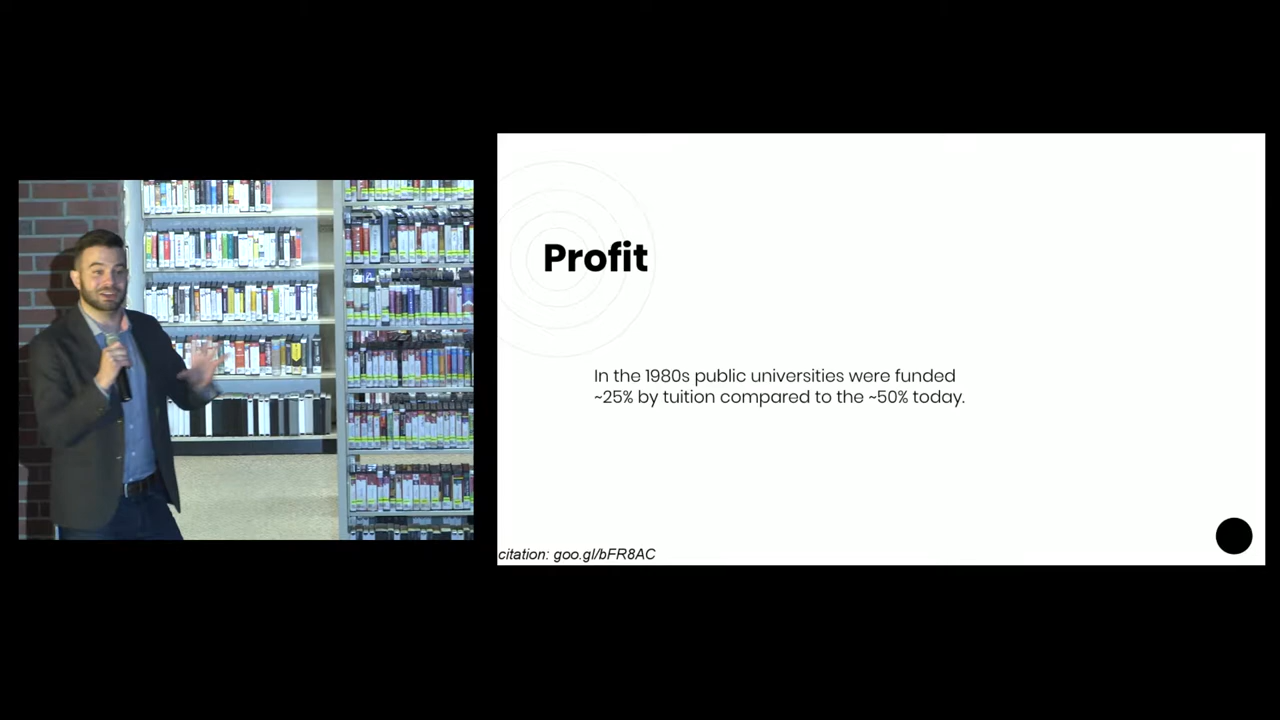 Profit
In the 1980s public universities were funded
~25% by tuition compared to the ~50% today.
citation: goo.gl/bFR8AC